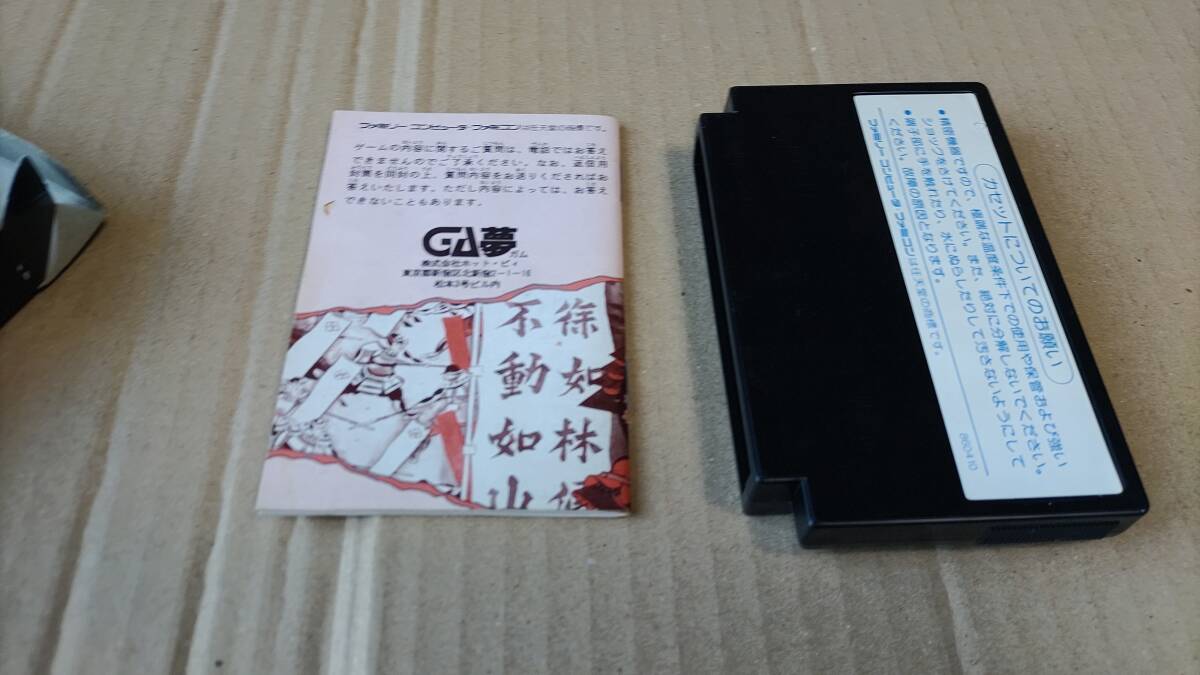 ファミリー コンピュータ ファミコンは任天堂の商標です。
ゲームの内容に関するご質問は、電話ではお答え
できませんのでご了承ください。なお、返信用
封筒を同封の上、質問内容をお送りくだされはお
答えいたします。ただし内容によっては、お答え
できないこともあります。
GA夢
ガム
株式会社ホット・ビィ
東京都新宿区北新宿2-1-16
松本3号ビル内
徐如林
不動如山
カセットについてのお願い
●精密機器ですので、極端な温度条件下での使用や保管および強い
ショックをさけてください。また、絶対に分解しないでください。
●端子部に手を触れたり、水にぬらしたりして汚さないようにして
ください。故障の原因となります。
ファミリー コンピュータ ファミコンは任天堂の商標です。
860410